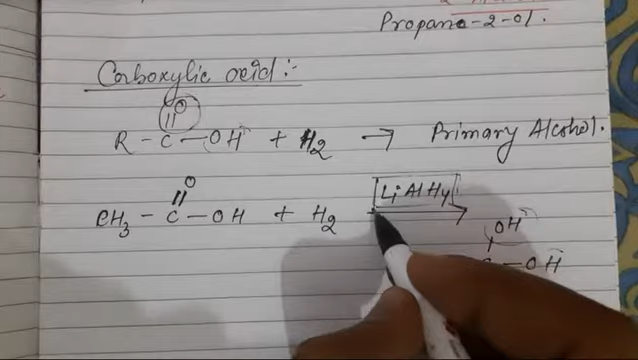 Propane-2-ol.
Carboxylic acid :-
O
R - C - OH + H2 → Primary Alcohol.
O
CH3 - C - OH + H2 [LiAlH4] →
OH
C - OH